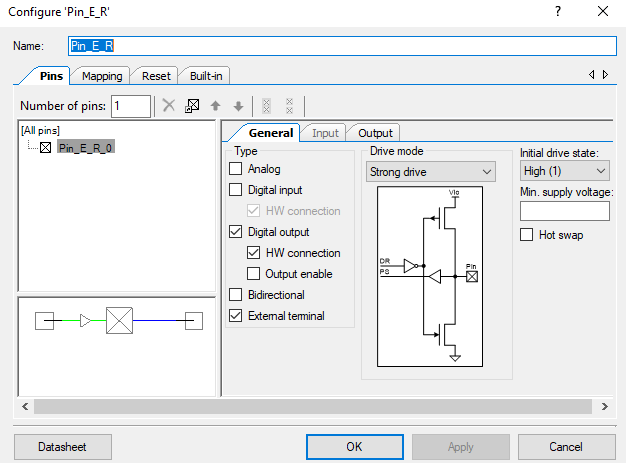 Configure 'Pin_E_R'
Name: Pin_E_R
Pins Mapping Reset Built-in
Number of pins: 1
[All pins]
Pin_E_R_0
General Input Output
Type
Analog
Digital input
HW connection
Digital output
HW connection
Output enable
Bidirectional
External terminal
Drive mode
Strong drive
Vio
DR
PS
Pin
Initial drive state:
High (1)
Min. supply voltage:
Hot swap
Datasheet OK Apply Cancel